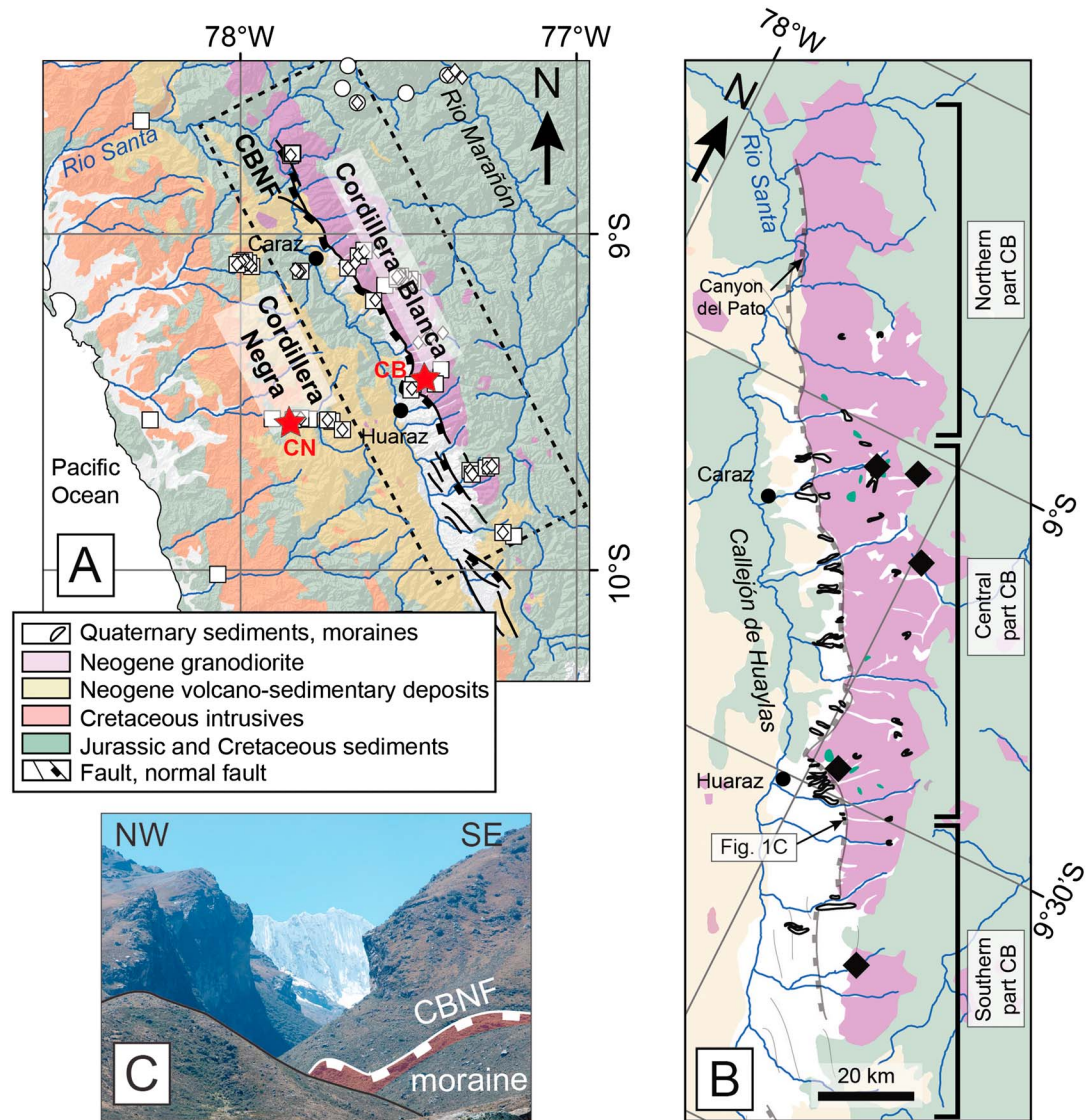 78°W
77°W
N
Rio Santa
Rio Marañón
CBNF
Cordillera
Blanca
9°S
Caraz
Cordillera
Negra
CB
CN
Huaraz
Pacific
Ocean
A
10°S
Quaternary sediments, moraines
Neogene granodiorite
Neogene volcano-sedimentary deposits
Cretaceous intrusives
Jurassic and Cretaceous sediments
Fault, normal fault
NW
SE
CBNF
moraine
C
78°W
N
Rio Santa
Canyon
del Pato
Northern
part CB
Caraz
9°S
Callejón de Huaylas
Central
part CB
Huaraz
Fig. 1C
9°30'S
Southern
part CB
B
20 km